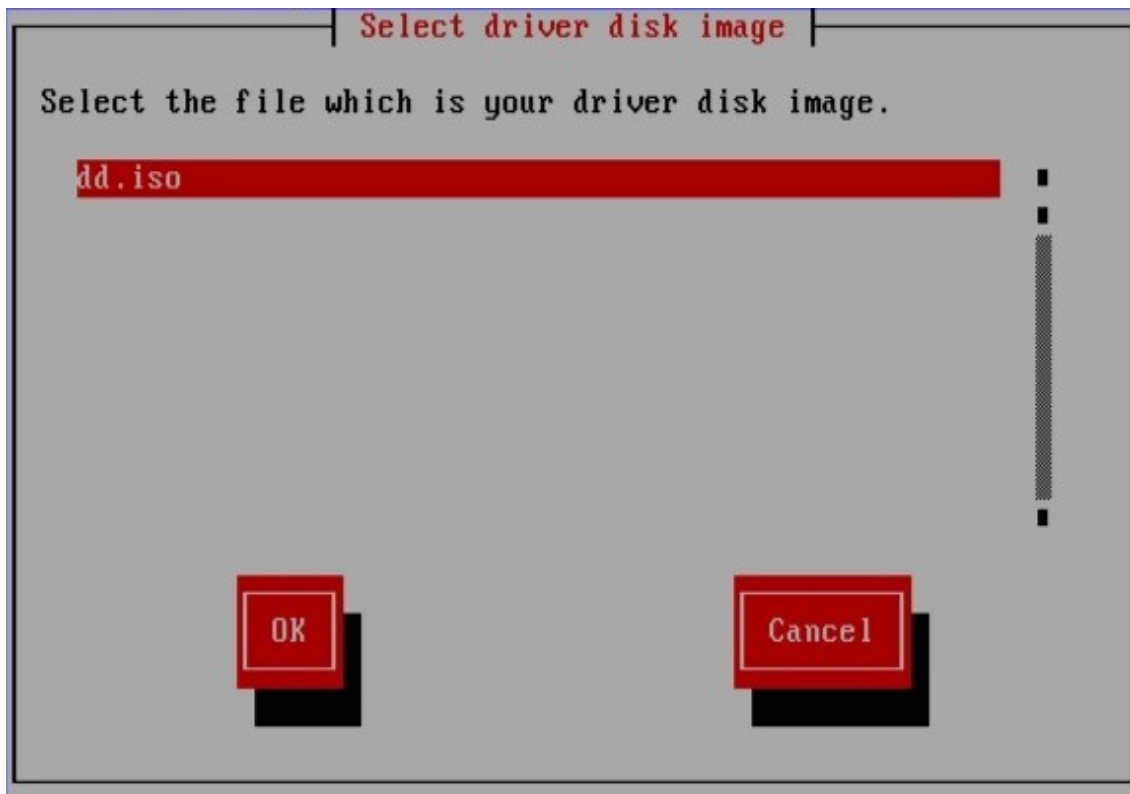 Select driver disk image
Select the file which is your driver disk image.
dd.iso
OK
Cancel